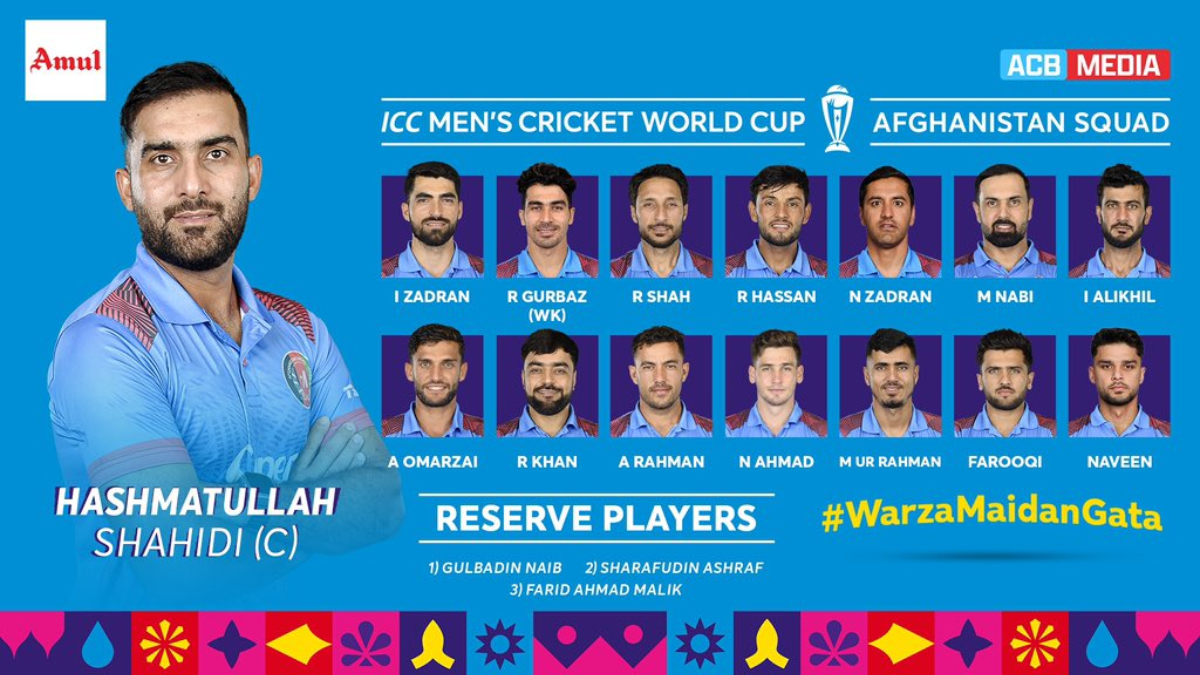 Amul
ACB MEDIA
ICC MEN'S CRICKET WORLD CUP
AFGHANISTAN SQUAD
I ZADRAN
R GURBAZ
(WK)
R SHAH
R HASSAN
N ZADRAN
M NABI
I ALIKHIL
A OMARZAI
R KHAN
A RAHMAN
N AHMAD
M UR RAHMAN
FAROOQI
NAVEEN
HASHMATULLAH
SHAHIDI (C)
RESERVE PLAYERS
1) GULBADIN NAIB 2) SHARAFUDIN ASHRAF
3) FARID AHMAD MALIK
#WarzaMaidanGata